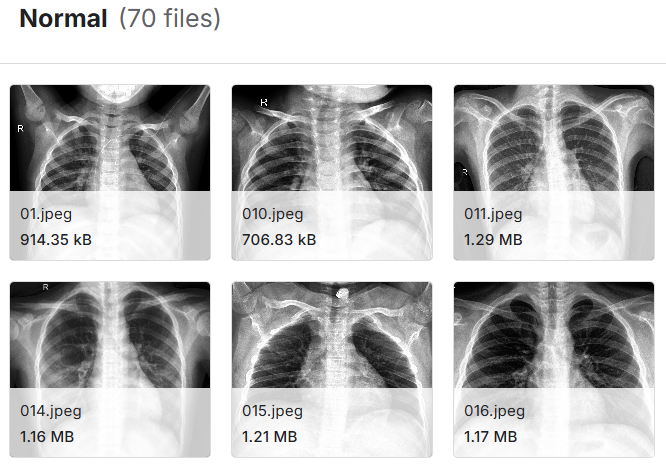 Normal (70 files)
R
R
R
01.jpeg
914.35 kB
010.jpeg
706.83 kB
011.jpeg
1.29 MB
R
014.jpeg
1.16 MB
015.jpeg
1.21 MB
016.jpeg
1.17 MB